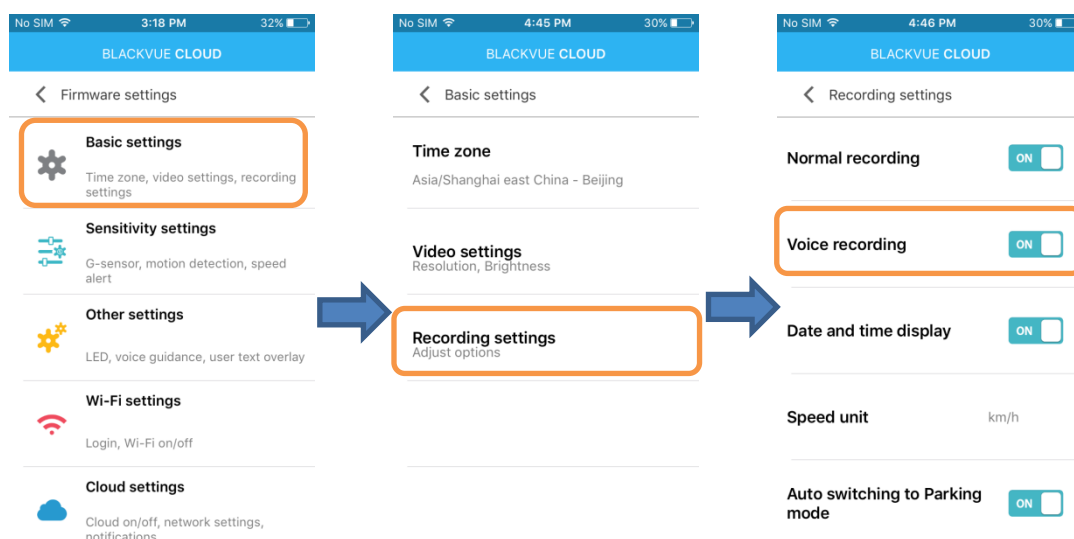 No SIM 3:18 PM 32%
BLACKVUE CLOUD
Firmware settings
Basic settings
Time zone, video settings, recording
settings
Sensitivity settings
G-sensor, motion detection, speed
alert
Other settings
LED, voice guidance, user text overlay
Wi-Fi settings
Login, Wi-Fi on/off
Cloud settings
Cloud on/off, network settings,
notifications
No SIM 4:45 PM 30%
BLACKVUE CLOUD
Basic settings
Time zone
Asia/Shanghai east China - Beijing
Video settings
Resolution, Brightness
Recording settings
Adjust options
No SIM 4:46 PM 30%
BLACKVUE CLOUD
Recording settings
Normal recording ON
Voice recording ON
Date and time display ON
Speed unit km/h
Auto switching to Parking
mode ON